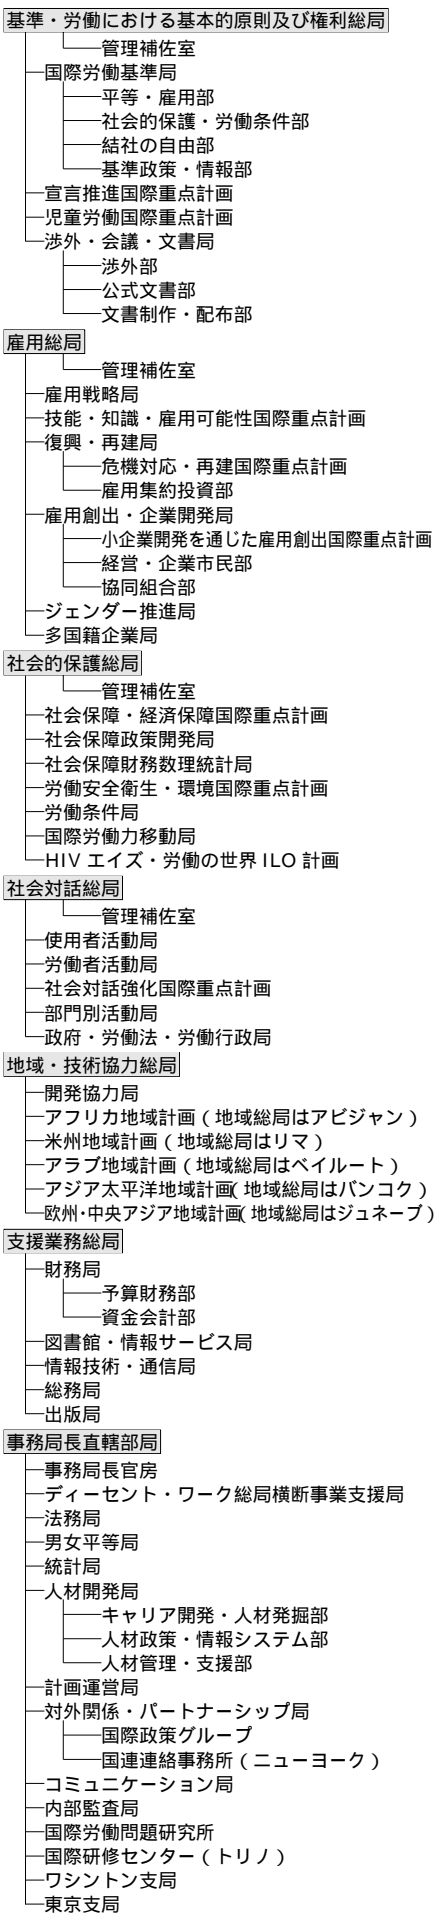 基準・労働における基本的原則及び権利総局
管理補佐室
国際労働基準局
平等・雇用部
社会的保護・労働条件部
結社の自由部
基準政策・情報部
宣言推進国際重点計画
児童労働国際重点計画
渉外・会議・文書局
渉外部
公式文書部
文書制作・配布部
雇用総局
管理補佐室
雇用戦略局
技能・知識・雇用可能性国際重点計画
復興・再建局
危機対応・再建国際重点計画
雇用集約投資部
雇用創出・企業開発局
小企業開発を通じた雇用創出国際重点計画
経営・企業市民部
協同組合部
ジェンダー推進局
多国籍企業局
社会的保護総局
管理補佐室
社会保障・経済保障国際重点計画
社会保障政策開発局
社会保障財務数理統計局
労働安全衛生・環境国際重点計画
労働条件局
国際労働力移動局
HIV エイズ・労働の世界 ILO 計画
社会対話総局
管理補佐室
使用者活動局
労働者活動局
社会対話強化国際重点計画
部門別活動局
政府・労働法・労働行政局
地域・技術協力総局
開発協力局
アフリカ地域計画（地域総局はアビジャン）
米州地域計画（地域総局はリマ）
アラブ地域計画（地域総局はベイルート）
アジア太平洋地域計画（地域総局はバンコク）
欧州・中央アジア地域計画（地域総局はジュネーブ）
支援業務総局
財務局
予算財務部
資金会計部
図書館・情報サービス局
情報技術・通信局
総務局
出版局
事務局長直轄部局
事務局長官房
ディーセント・ワーク総局横断事業支援局
法務局
男女平等局
統計局
人材開発局
キャリア開発・人材発掘部
人材政策・情報システム部
人材管理・支援部
計画運営局
対外関係・パートナーシップ局
国際政策グループ
国連連絡事務所（ニューヨーク）
コミュニケーション局
内部監査局
国際労働問題研究所
国際研修センター（トリノ）
ワシントン支局
東京支局